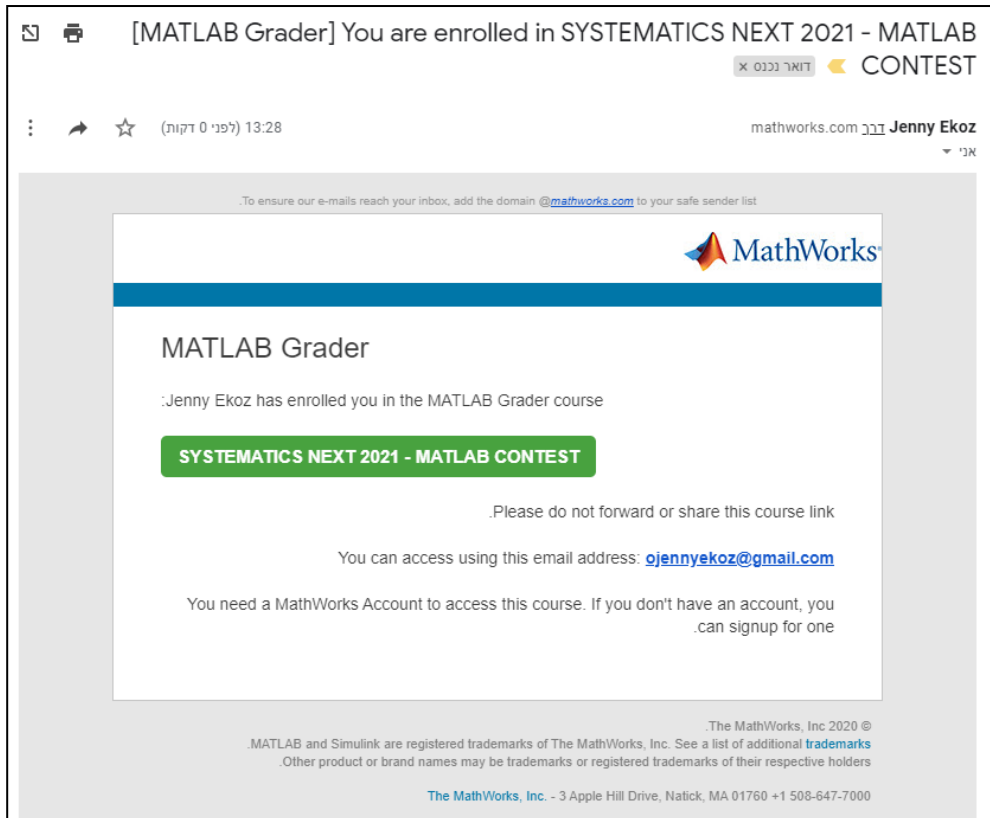 [MATLAB Grader] You are enrolled in SYSTEMATICS NEXT 2021 - MATLAB
CONTEST דואר נכנס ×
Jenny Ekoz דרך mathworks.com 13:28 (לפני 0 דקות)
אני
.To ensure our e-mails reach your inbox, add the domain @mathworks.com to your safe sender list
MathWorks®
MATLAB Grader
:Jenny Ekoz has enrolled you in the MATLAB Grader course
SYSTEMATICS NEXT 2021 - MATLAB CONTEST
.Please do not forward or share this course link
You can access using this email address: ojennyekoz@gmail.com
You need a MathWorks Account to access this course. If you don't have an account, you
.can signup for one
.The MathWorks, Inc 2020 ©
.MATLAB and Simulink are registered trademarks of The MathWorks, Inc. See a list of additional trademarks
.Other product or brand names may be trademarks or registered trademarks of their respective holders
The MathWorks, Inc. - 3 Apple Hill Drive, Natick, MA 01760 +1 508-647-7000